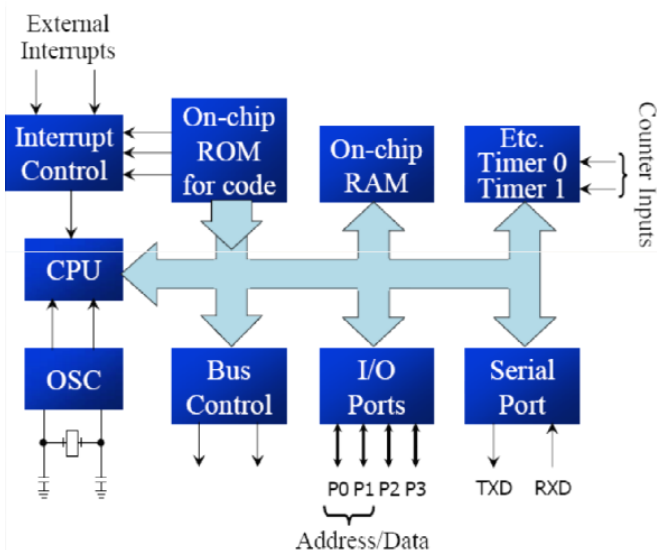 External
Interrupts
Interrupt
Control
On-chip
ROM
for code
On-chip
RAM
Etc.
Timer 0
Timer 1
Counter Inputs
CPU
OSC
Bus
Control
I/O
Ports
Serial
Port
P0 P1 P2 P3
TXD RXD
Address/Data